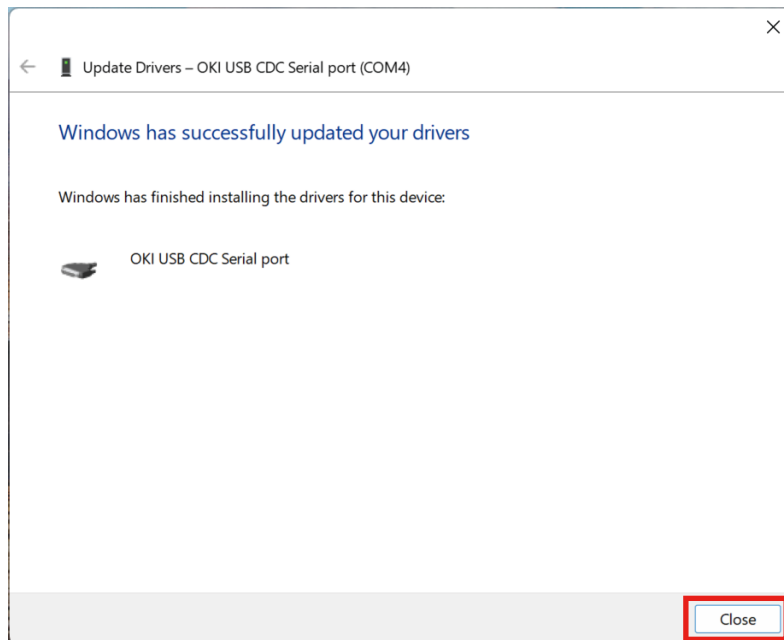 Update Drivers – OKI USB CDC Serial port (COM4)
Windows has successfully updated your drivers
Windows has finished installing the drivers for this device:
OKI USB CDC Serial port
Close